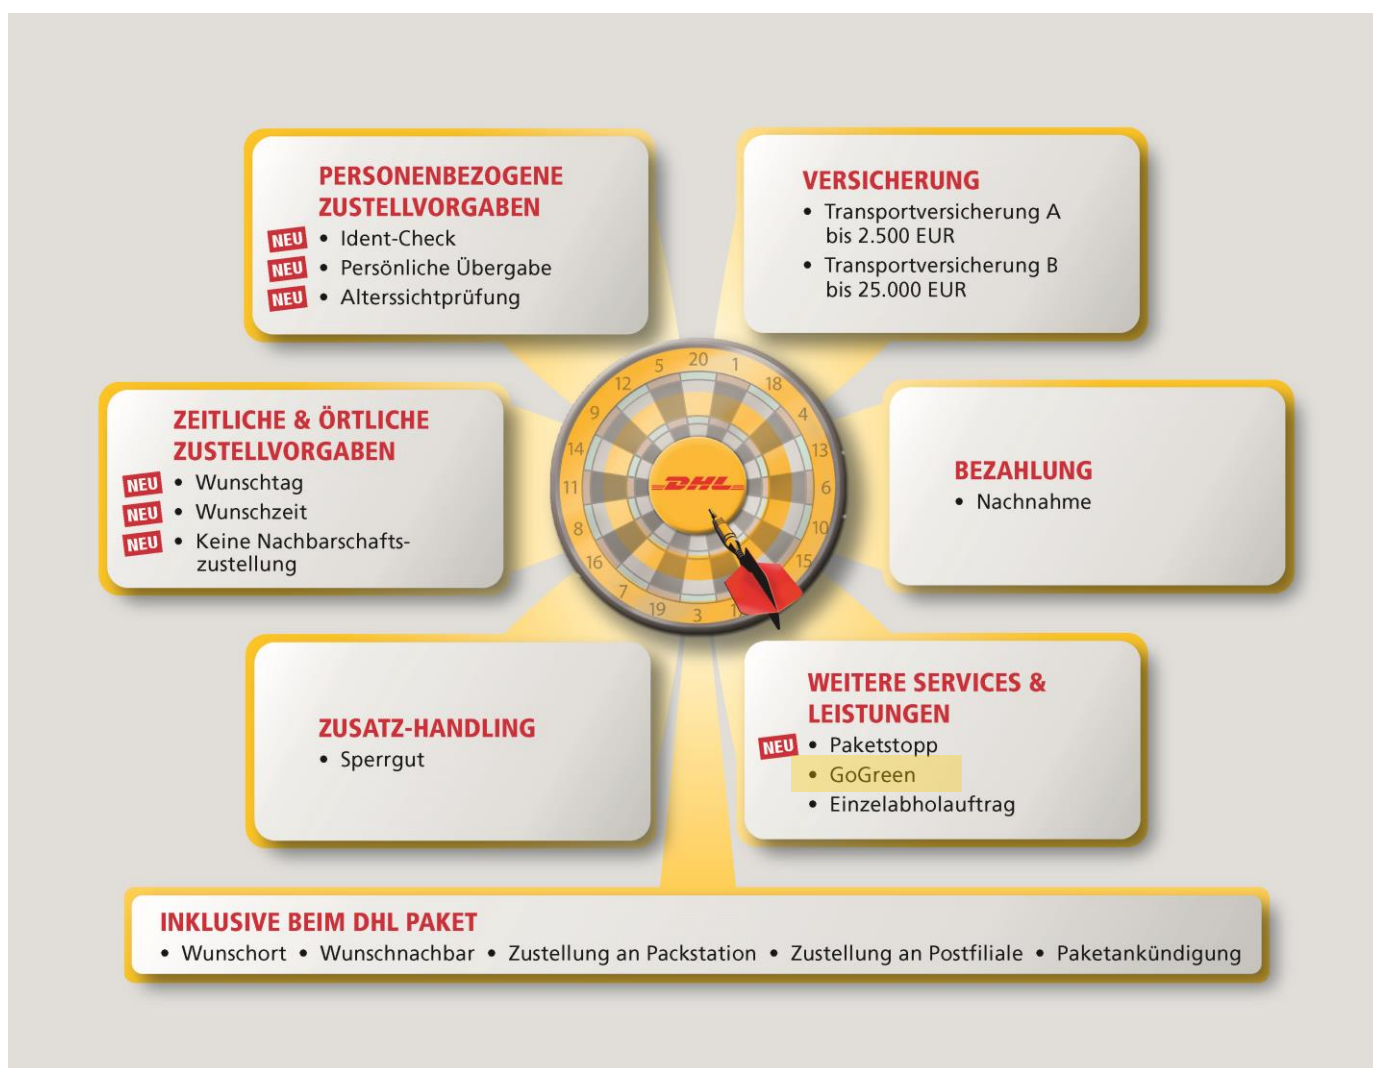 PERSONENBEZOGENE
ZUSTELLVORGABEN
NEU • Ident-Check
NEU • Persönliche Übergabe
NEU • Alterssichtprüfung
VERSICHERUNG
• Transportversicherung A
bis 2.500 EUR
• Transportversicherung B
bis 25.000 EUR
ZEITLICHE & ÖRTLICHE
ZUSTELLVORGABEN
NEU • Wunschtag
NEU • Wunschzeit
NEU • Keine Nachbarschafts-
zustellung
20 1 18 4 13 6 10 15 3 19 7 16 8 11 14 9 12 5
DHL
BEZAHLUNG
• Nachnahme
ZUSATZ-HANDLING
• Sperrgut
WEITERE SERVICES &
LEISTUNGEN
NEU • Paketstopp
• GoGreen
• Einzelabholauftrag
INKLUSIVE BEIM DHL PAKET
• Wunschort • Wunschnachbar • Zustellung an Packstation • Zustellung an Postfiliale • Paketankündigung